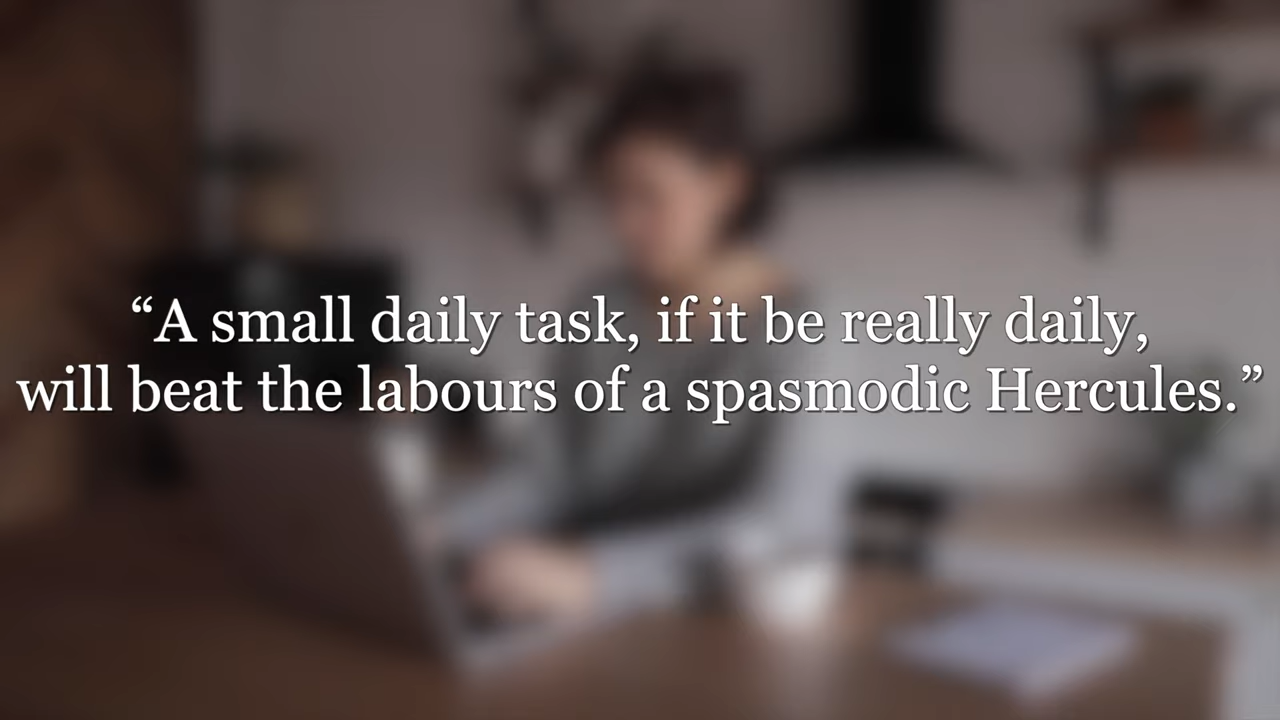 “A small daily task, if it be really daily,
will beat the labours of a spasmodic Hercules.”